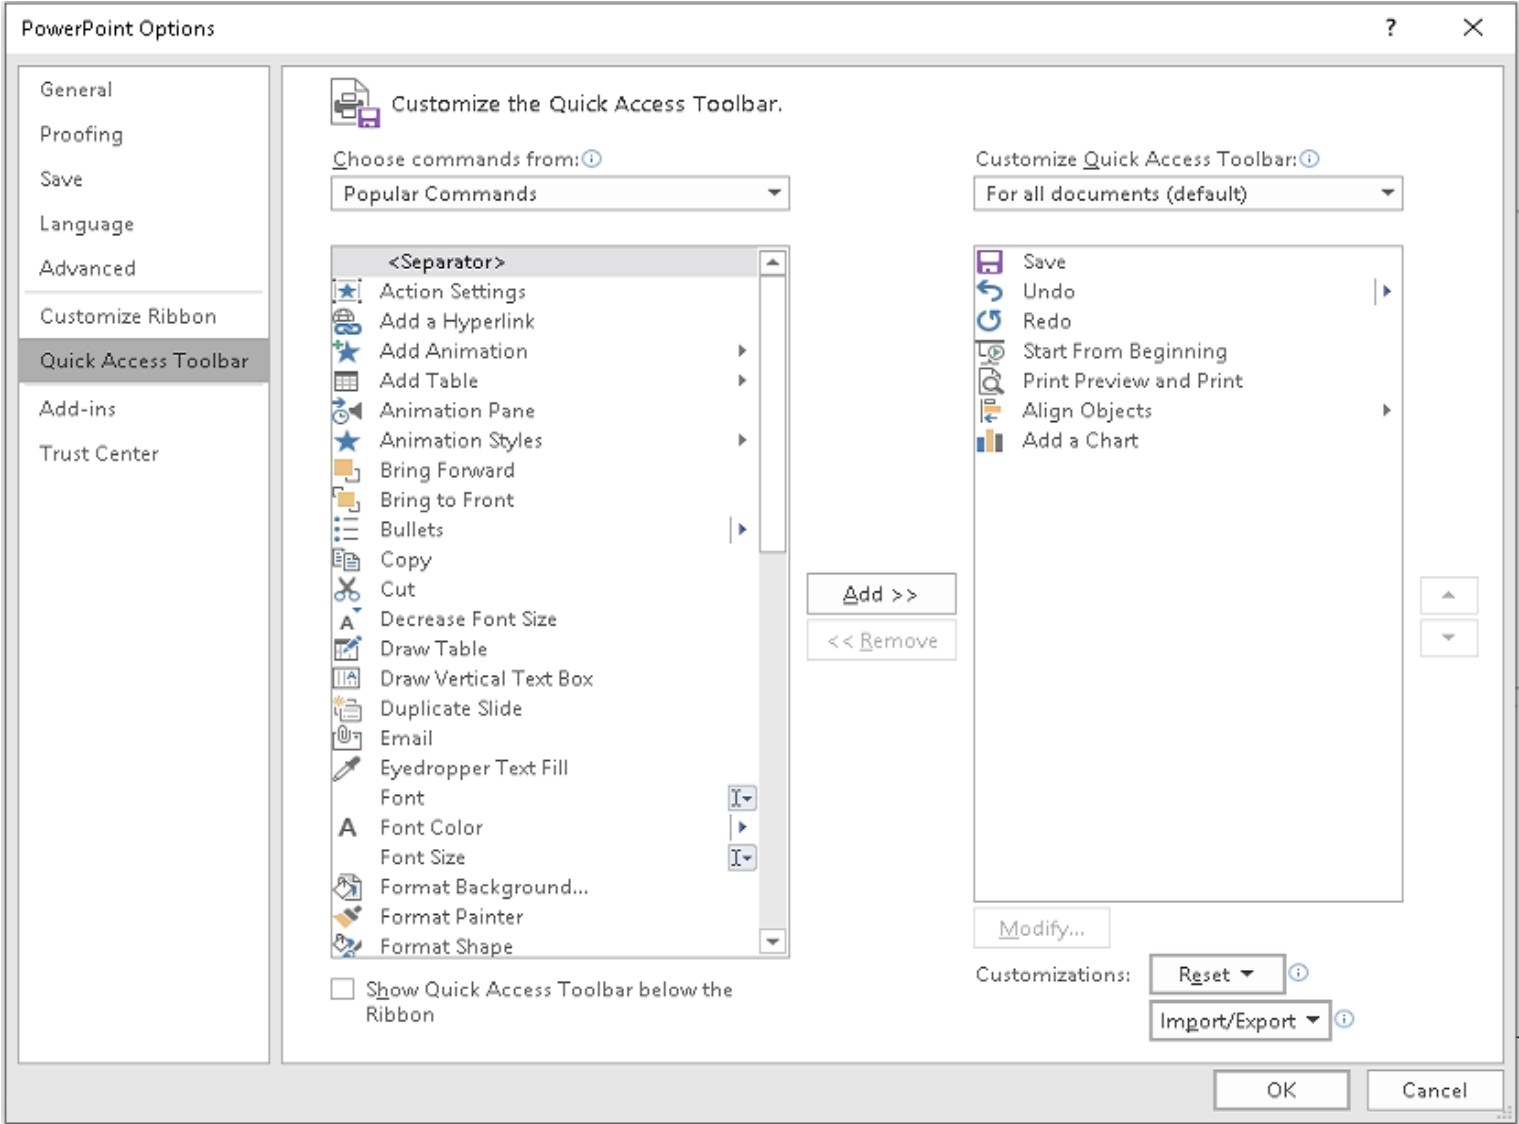 PowerPoint Options
?
General
Proofing
Save
Language
Advanced
Customize Ribbon
Quick Access Toolbar
Add-ins
Trust Center
Customize the Quick Access Toolbar.
Choose commands from:
Popular Commands
<Separator>
Action Settings
Add a Hyperlink
Add Animation
Add Table
Animation Pane
Animation Styles
Bring Forward
Bring to Front
Bullets
Copy
Cut
Decrease Font Size
Draw Table
Draw Vertical Text Box
Duplicate Slide
Email
Eyedropper Text Fill
Font
Font Color
Font Size
Format Background...
Format Painter
Format Shape
Show Quick Access Toolbar below the
Ribbon
Add >>
<< Remove
Customize Quick Access Toolbar:
For all documents (default)
Save
Undo
Redo
Start From Beginning
Print Preview and Print
Align Objects
Add a Chart
Modify...
Customizations:
Reset
Import/Export
OK
Cancel